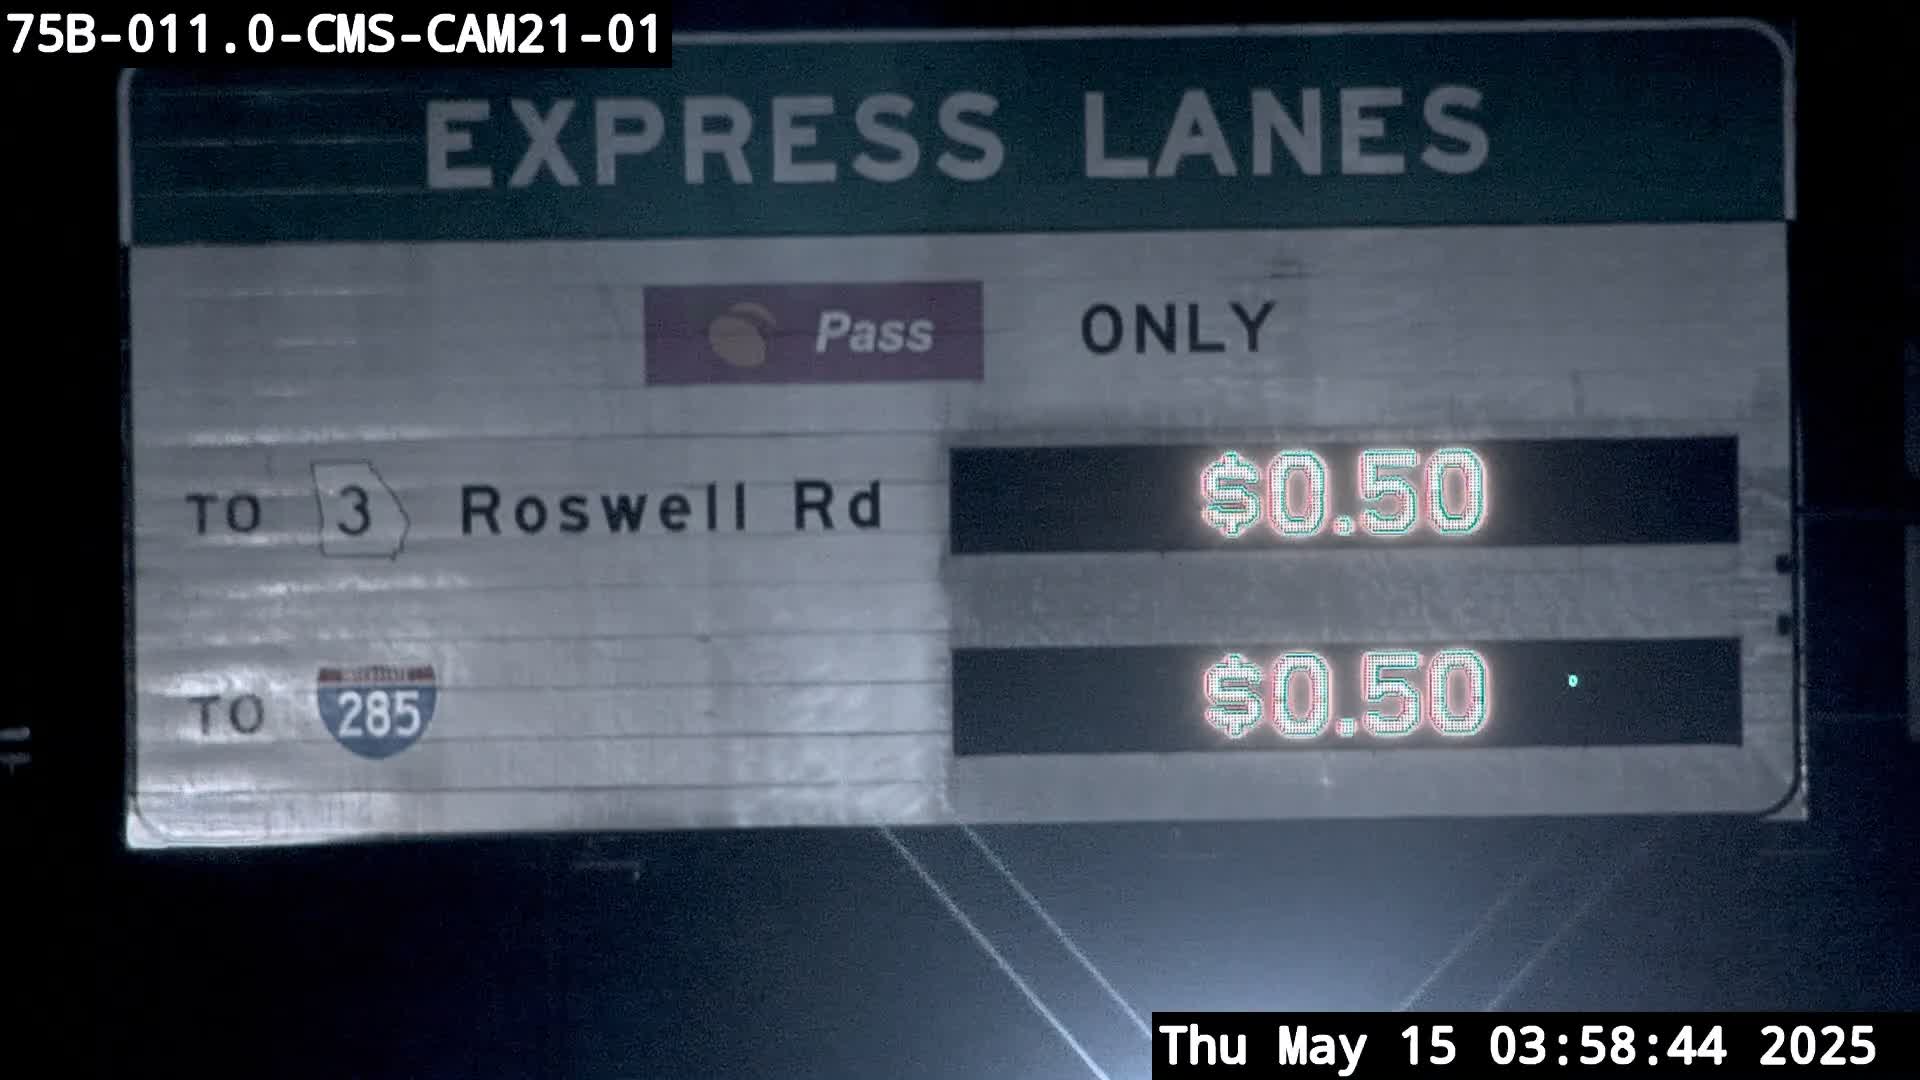 75B-011.0-CMS-CAM21-01
EXPRESS LANES
Pass ONLY
TO 3 Roswell Rd $0.50
TO 285 $0.50
Thu May 15 03:58:44 2025